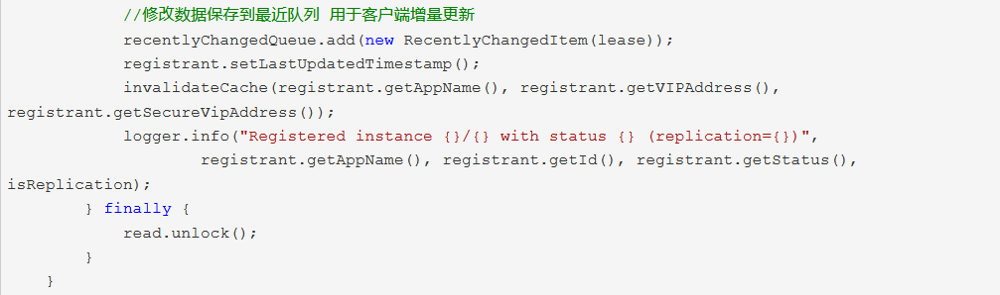 //修改数据保存到最近队列 用于客户端增量更新
recentlyChangedQueue.add(new RecentlyChangedItem(lease));
registrant.setLastUpdatedTimestamp();
invalidateCache(registrant.getAppName(), registrant.getVIPAddress(),
registrant.getSecureVipAddress());
logger.info("Registered instance {}/{} with status {} (replication={})",
registrant.getAppName(), registrant.getId(), registrant.getStatus(),
isReplication);
} finally {
read.unlock();
}
}